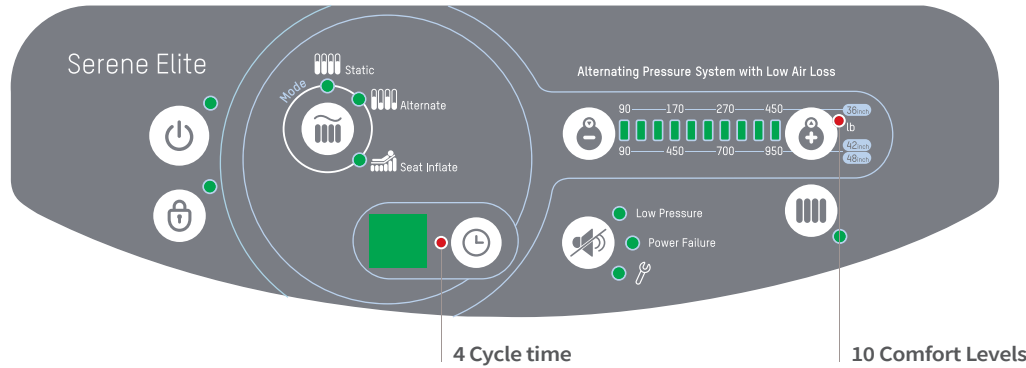 Serene Elite
Mode
Static
Alternate
Seat Inflate
Alternating Pressure System with Low Air Loss
90 170 270 450 36inch
lb
90 450 700 950 42inch
48inch
Low Pressure
Power Failure
4 Cycle time
10 Comfort Levels